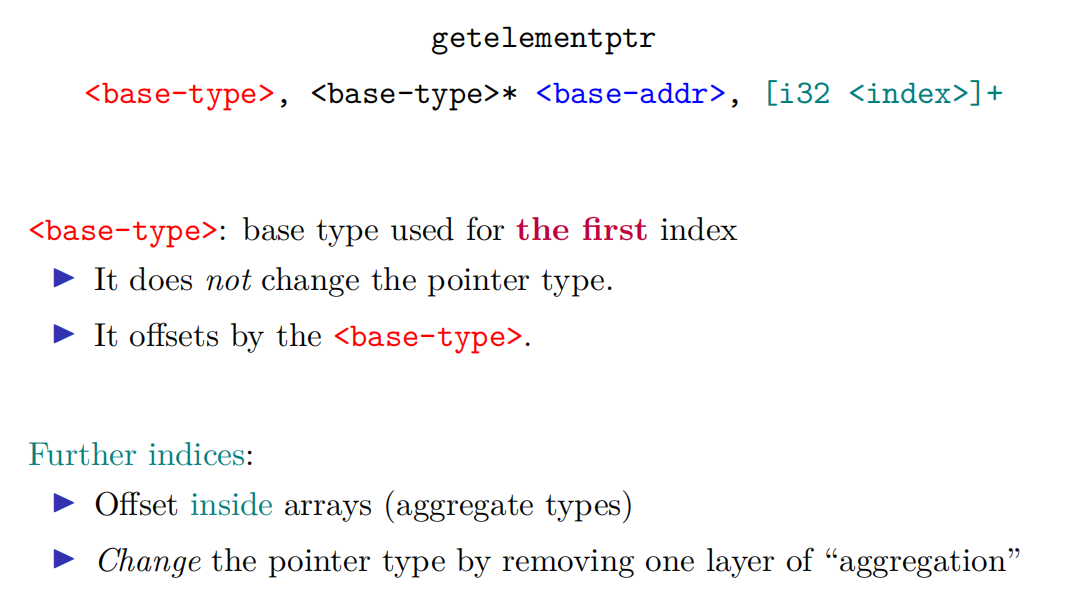 getelementptr
<base-type>, <base-type>* <base-addr>, [i32 <index>]+
<base-type>: base type used for the first index
▶ It does not change the pointer type.
▶ It offsets by the <base-type>.
Further indices:
▶ Offset inside arrays (aggregate types)
▶ Change the pointer type by removing one layer of “aggregation”